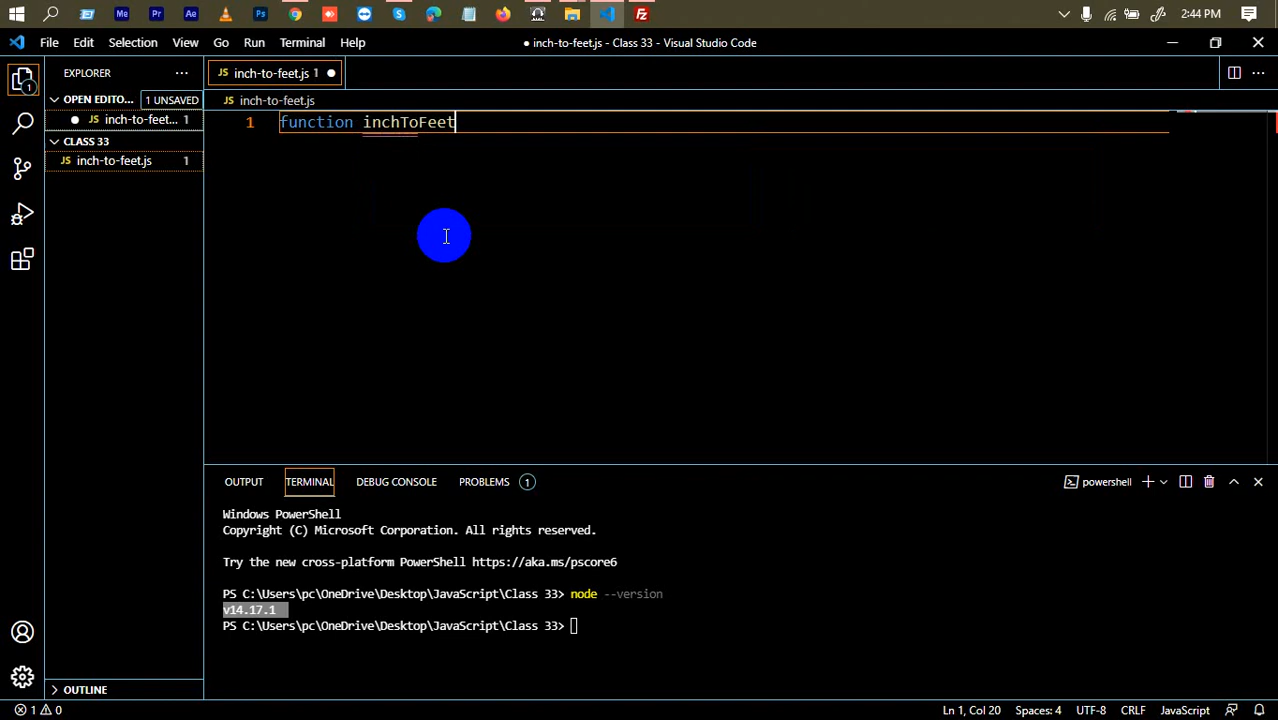 2:44 PM
File Edit Selection View Go Run Terminal Help
● inch-to-feet.js - Class 33 - Visual Studio Code
EXPLORER
JS inch-to-feet.js 1
OPEN EDITO... 1 UNSAVED
JS inch-to-feet.js
JS inch-to-feet... 1
1 function inchToFeet
CLASS 33
JS inch-to-feet.js 1
OUTPUT TERMINAL DEBUG CONSOLE PROBLEMS 1
powershell
Windows PowerShell
Copyright (C) Microsoft Corporation. All rights reserved.
Try the new cross-platform PowerShell https://aka.ms/pscore6
PS C:\Users\pc\OneDrive\Desktop\JavaScript\Class 33> node --version
v14.17.1
PS C:\Users\pc\OneDrive\Desktop\JavaScript\Class 33>
OUTLINE
1 0
Ln 1, Col 20 Spaces: 4 UTF-8 CRLF JavaScript